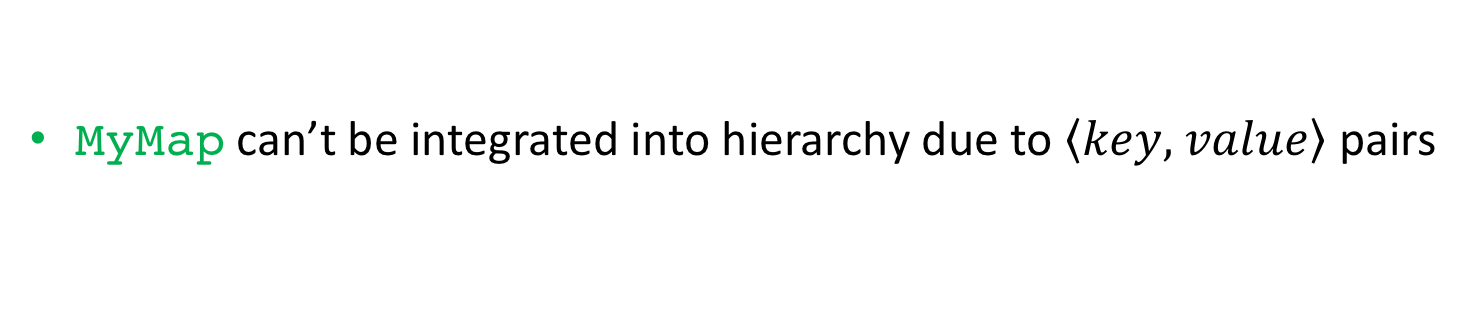 • MyMap can’t be integrated into hierarchy due to ⟨key, value⟩ pairs